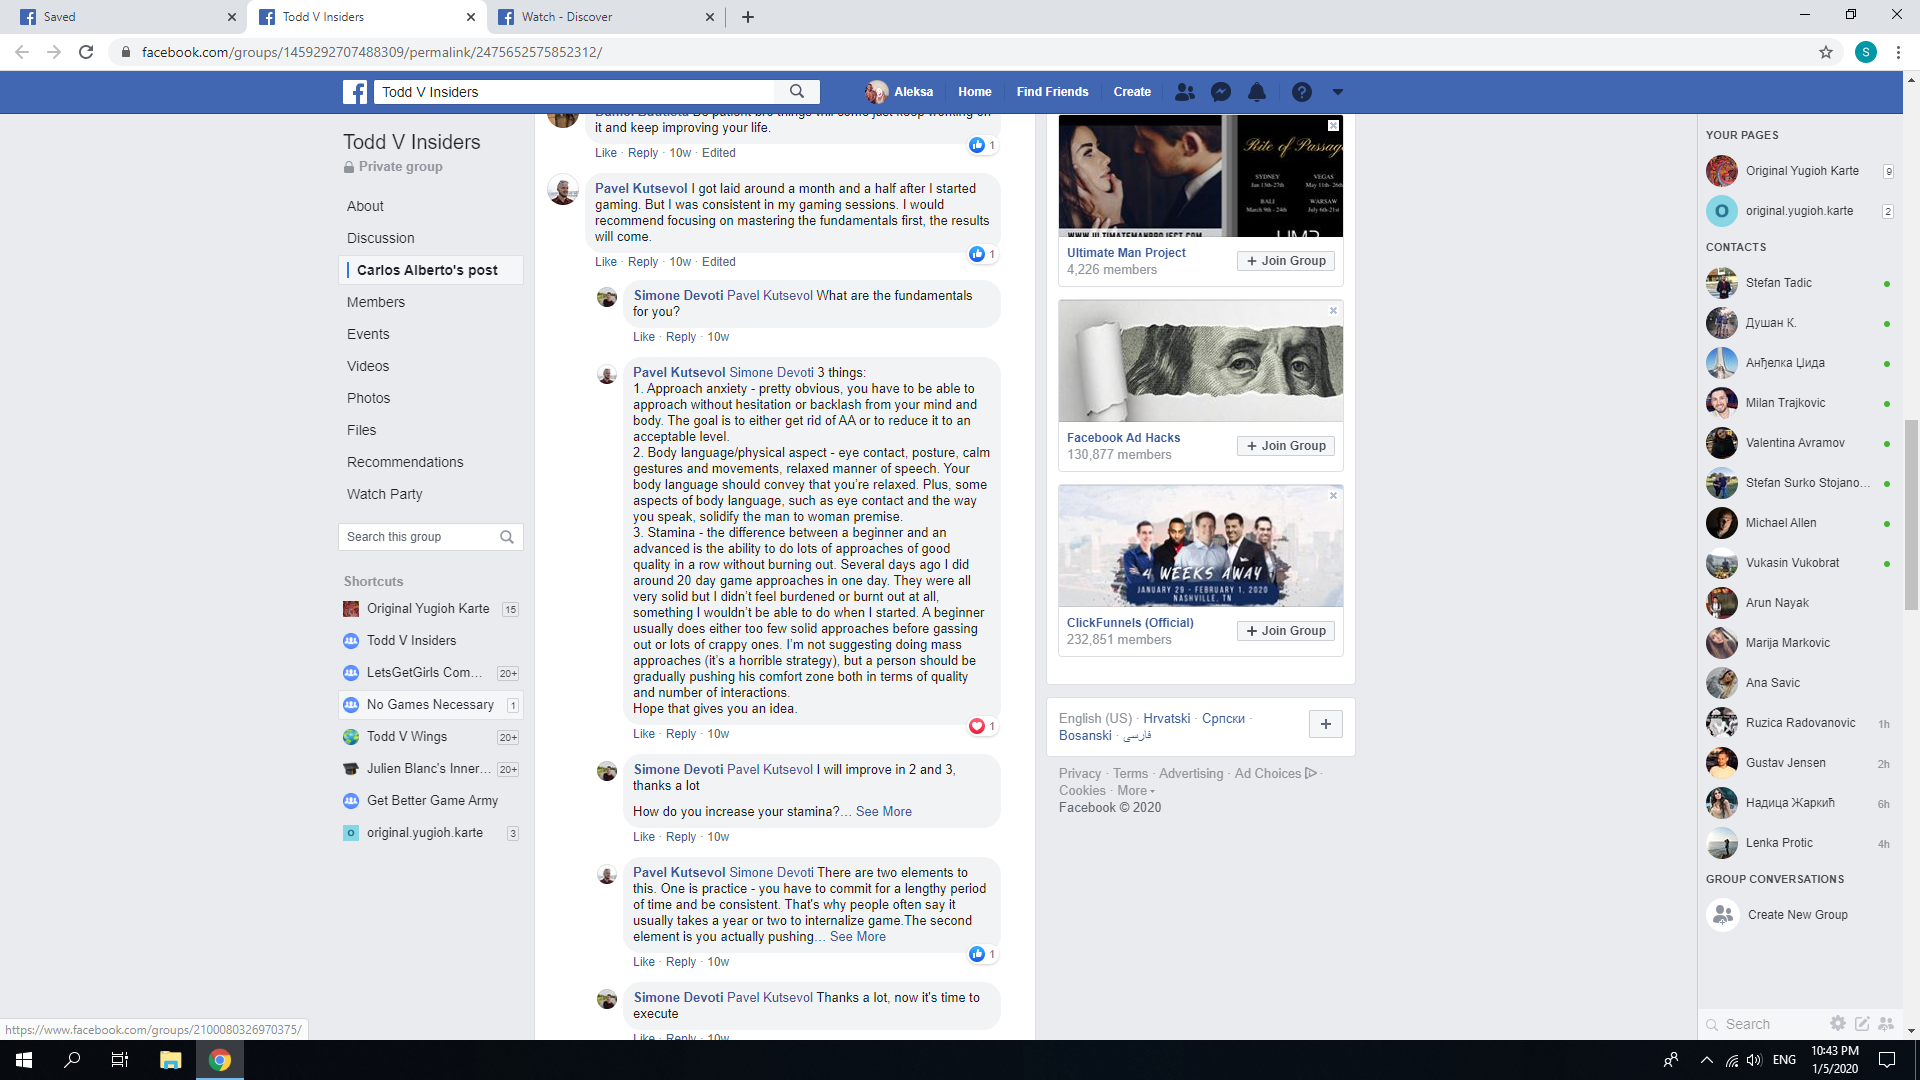 Saved
Todd V Insiders
Watch - Discover
facebook.com/groups/1459292707488309/permalink/2475652575852312/
S
Todd V Insiders
Aleksa
Home
Find Friends
Create
Todd V Insiders
Private group
About
Discussion
Carlos Alberto's post
Members
Events
Videos
Photos
Files
Recommendations
Watch Party
Search this group
Shortcuts
Original Yugioh Karte 15
Todd V Insiders
LetsGetGirls Com... 20+
No Games Necessary 1
Todd V Wings 20+
Julien Blanc's Inner... 20+
Get Better Game Army
original.yugioh.karte 3
it and keep improving your life.
1
Like · Reply · 10w · Edited
Pavel Kutsevol I got laid around a month and a half after I started
gaming. But I was consistent in my gaming sessions. I would
recommend focusing on mastering the fundamentals first, the results
will come.
1
Like · Reply · 10w · Edited
Simone Devoti Pavel Kutsevol What are the fundamentals
for you?
Like · Reply · 10w
Pavel Kutsevol Simone Devoti 3 things:
1. Approach anxiety - pretty obvious, you have to be able to
approach without hesitation or backlash from your mind and
body. The goal is to either get rid of AA or to reduce it to an
acceptable level.
2. Body language/physical aspect - eye contact, posture, calm
gestures and movements, relaxed manner of speech. Your
body language should convey that you're relaxed. Plus, some
aspects of body language, such as eye contact and the way
you speak, solidify the man to woman premise.
3. Stamina - the difference between a beginner and an
advanced is the ability to do lots of approaches of good
quality in a row without burning out. Several days ago I did
around 20 day game approaches in one day. They were all
very solid but I didn't feel burdened or burnt out at all,
something I wouldn't be able to do when I started. A beginner
usually does either too few solid approaches before gassing
out or lots of crappy ones. I'm not suggesting doing mass
approaches (it's a horrible strategy), but a person should be
gradually pushing his comfort zone both in terms of quality
and number of interactions.
Hope that gives you an idea.
1
Like · Reply · 10w
Simone Devoti Pavel Kutsevol I will improve in 2 and 3,
thanks a lot
How do you increase your stamina?... See More
Like · Reply · 10w
Pavel Kutsevol Simone Devoti There are two elements to
this. One is practice - you have to commit for a lengthy period
of time and be consistent. That's why people often say it
usually takes a year or two to internalize game.The second
element is you actually pushing... See More
1
Like · Reply · 10w
Simone Devoti Pavel Kutsevol Thanks a lot, now it's time to
execute
Like · Reply · 10w
Rite of Passage
SYDNEY VEGAS
Jan 13th-27th May 11th- 26th
BALI WARSAW
March 9th - 24th July 6th-21st
WWW.ULTIMATEMANPROJECT.COM
UMP
Ultimate Man Project
4,226 members
+ Join Group
Facebook Ad Hacks
130,877 members
+ Join Group
4 WEEKS AWAY
JANUARY 29 - FEBRUARY 1, 2020
NASHVILLE, TN
ClickFunnels (Official)
232,851 members
+ Join Group
English (US) · Hrvatski · Српски ·
Bosanski · فارسی
+
Privacy · Terms · Advertising · Ad Choices ·
Cookies · More
Facebook © 2020
YOUR PAGES
Original Yugioh Karte 9
O original.yugioh.karte 2
CONTACTS
Stefan Tadic
Душан К.
Анђелка Џида
Milan Trajkovic
Valentina Avramov
Stefan Surko Stojano...
Michael Allen
Vukasin Vukobrat
Arun Nayak
Marija Markovic
Ana Savic
Ruzica Radovanovic 1h
Gustav Jensen 2h
Надица Жаркић 6h
Lenka Protic 4h
GROUP CONVERSATIONS
Create New Group
Search
https://www.facebook.com/groups/2100080326970375/
ENG
10:43 PM
1/5/2020